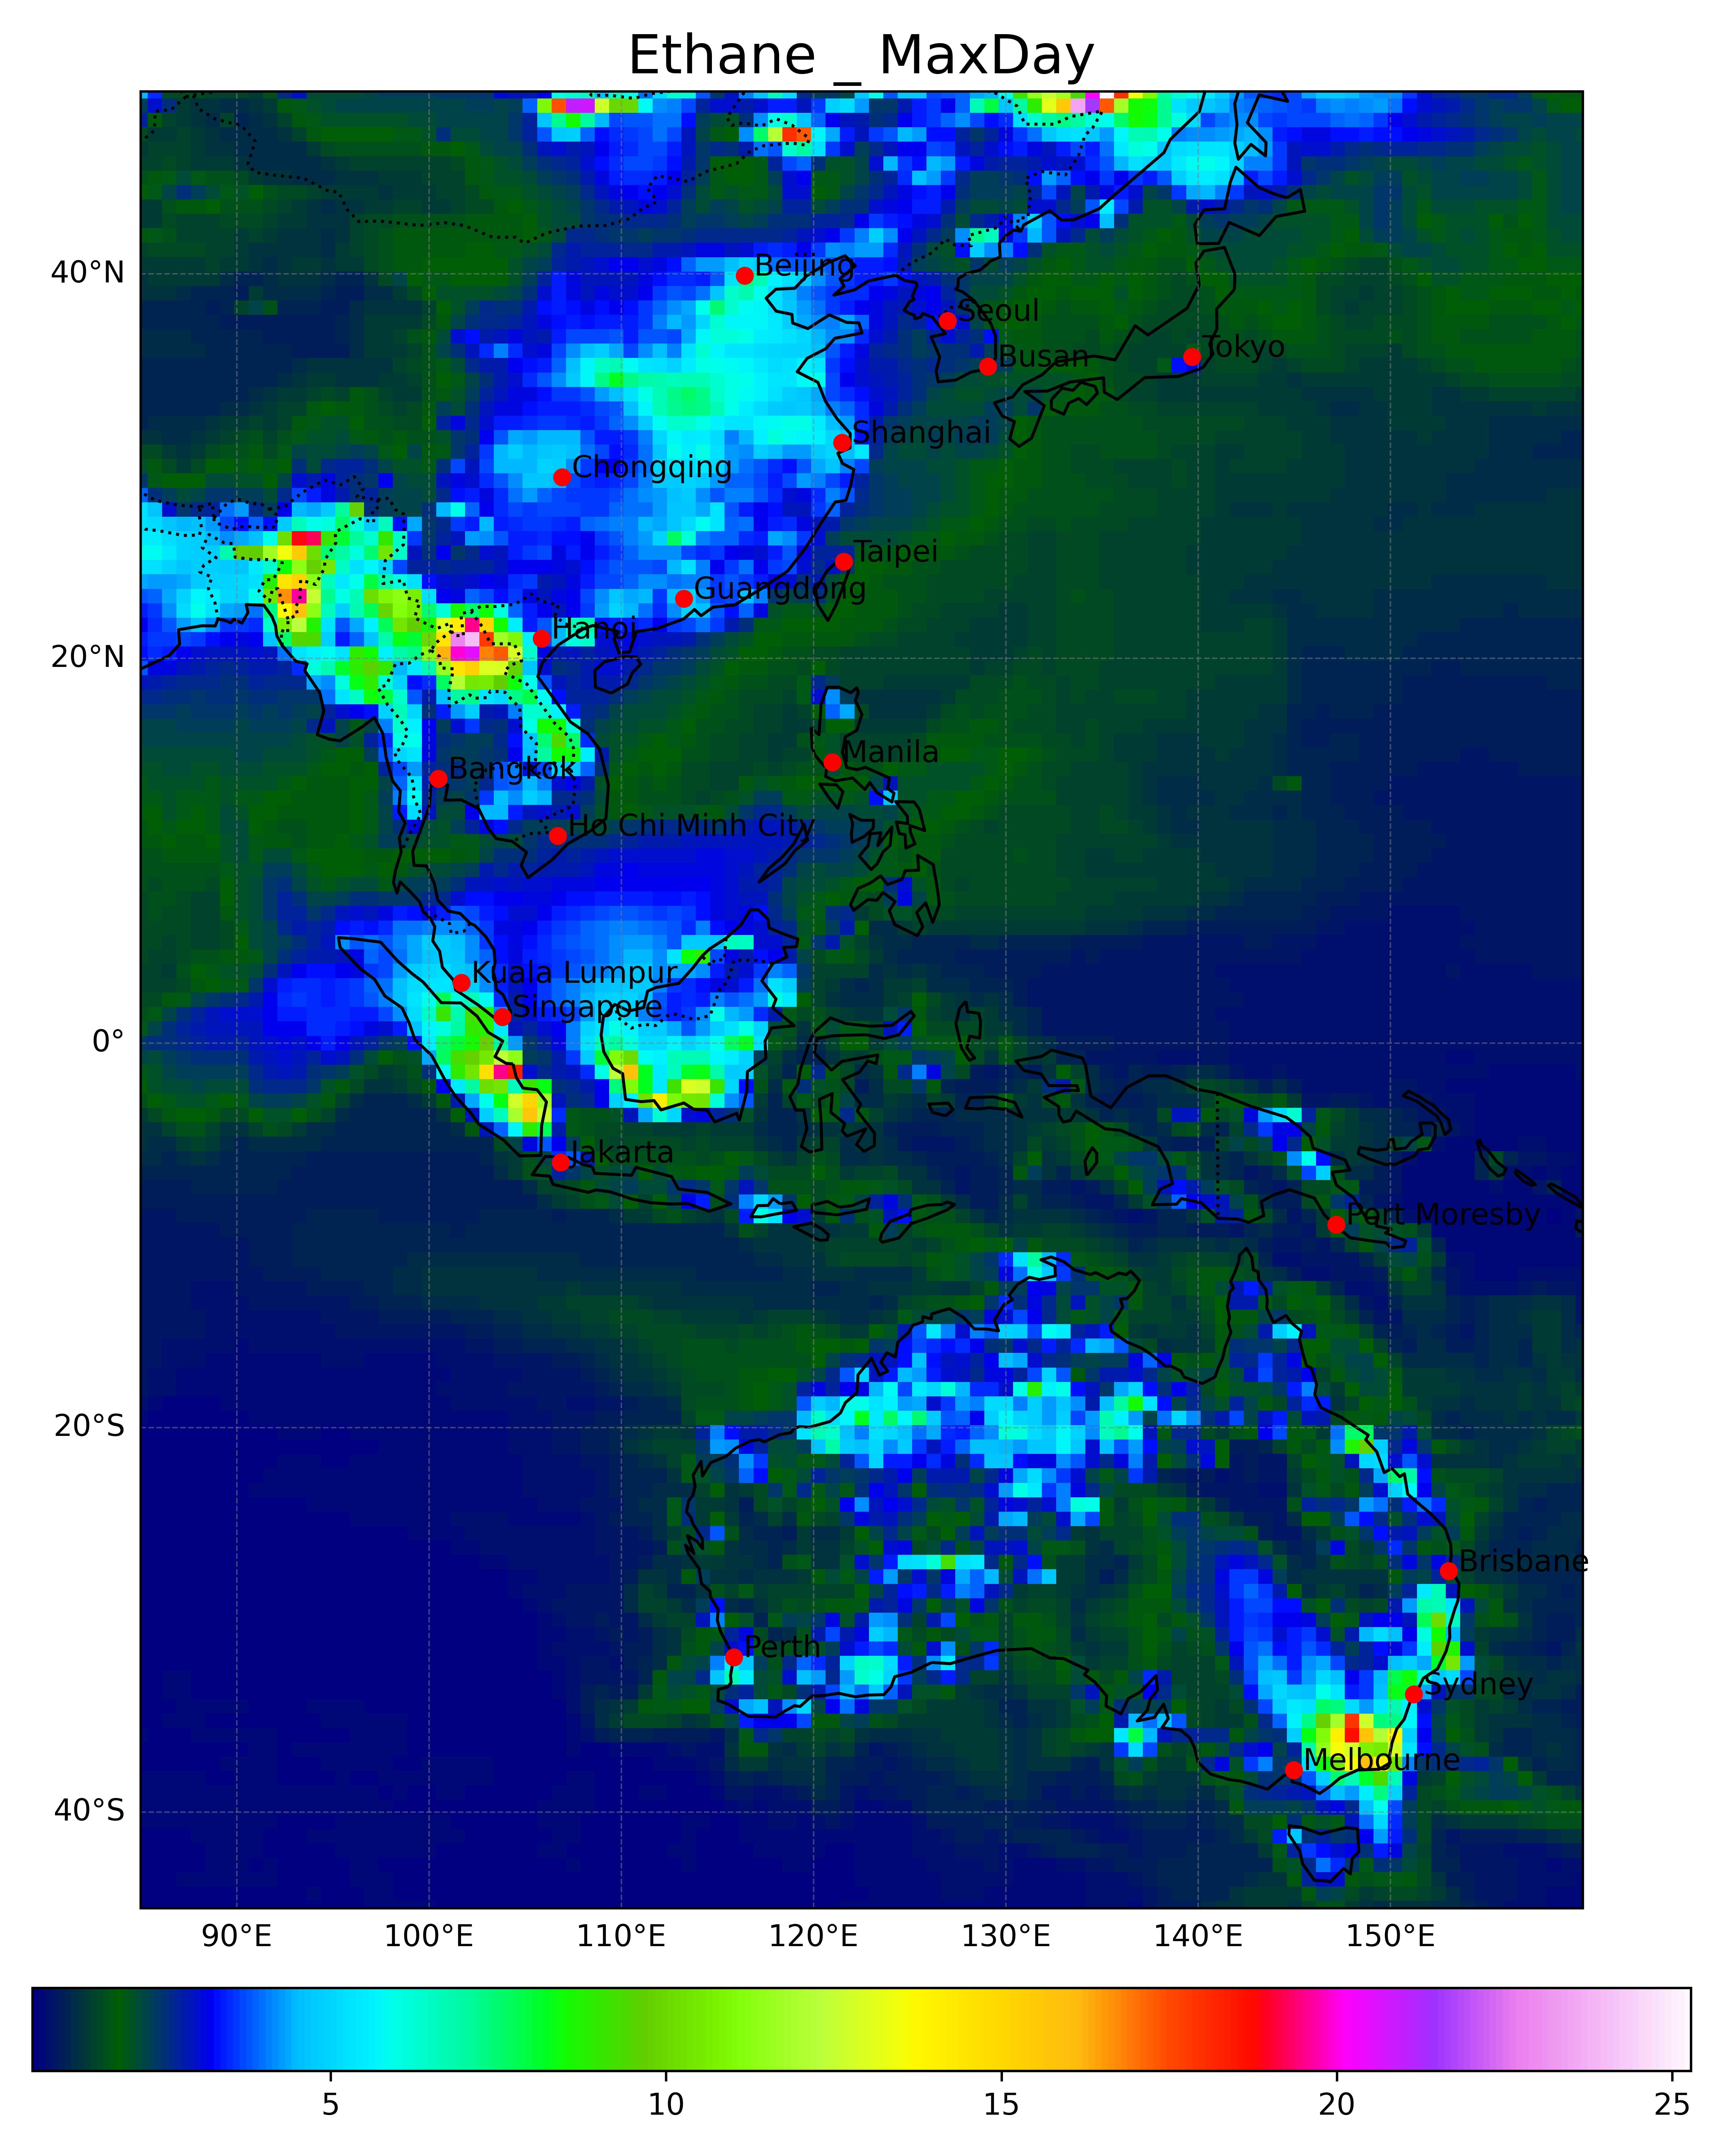 Ethane _ MaxDay
40°N
20°N
0°
20°S
40°S
Beijing
Seoul
Busan
Tokyo
Shanghai
Chongqing
Taipei
Guangdong
Hanoi
Manila
Bangkok
Ho Chi Minh City
Kuala Lumpur
Singapore
Jakarta
Port Moresby
Brisbane
Perth
Sydney
Melbourne
90°E
100°E
110°E
120°E
130°E
140°E
150°E
5
10
15
20
25